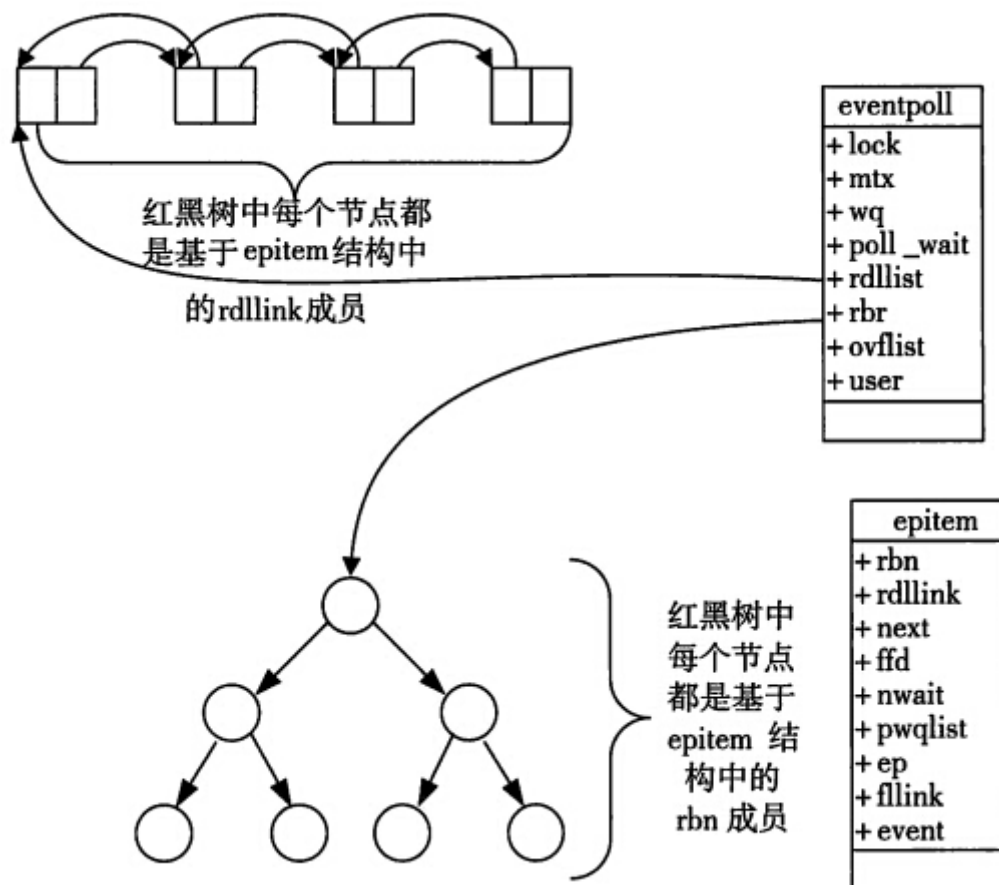 红黑树中每个节点都
是基于epitem结构中
的rdllink成员
eventpoll
+ lock
+ mtx
+ wq
+ poll _wait
+ rdllist
+ rbr
+ ovflist
+ user
红黑树中
每个节点
都是基于
epitem 结
构中的
rbn 成员
epitem
+ rbn
+ rdllink
+ next
+ ffd
+ nwait
+ pwqlist
+ ep
+ fllink
+ event